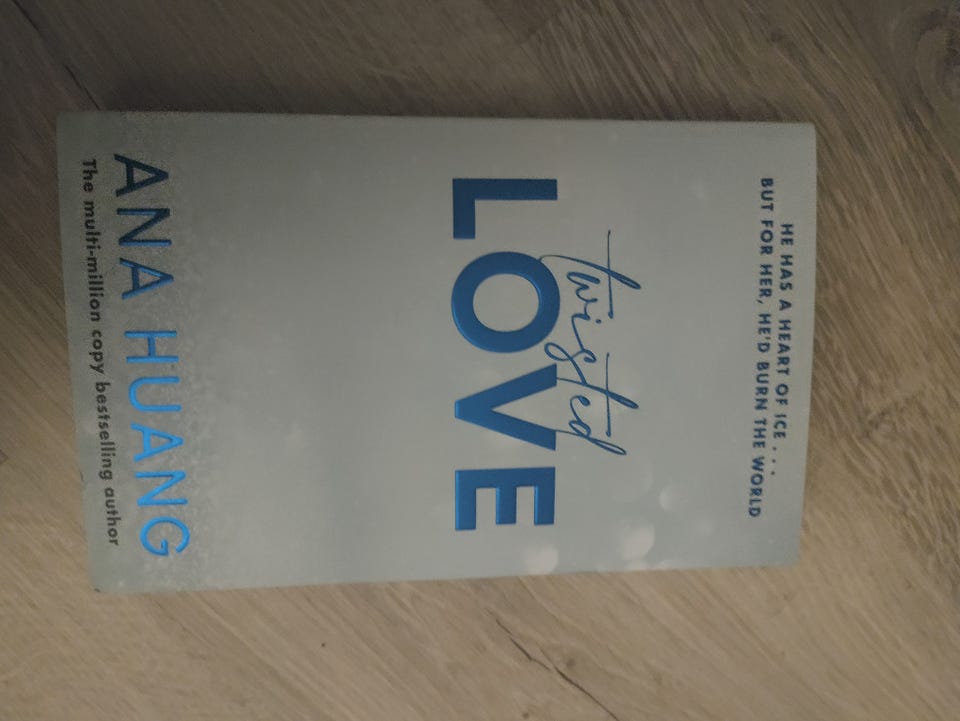 HE HAS A HEART OF ICE . . .
BUT FOR HER, HE'D BURN THE WORLD
twisted
LOVE
ANA HUANG
The multi-million copy bestselling author